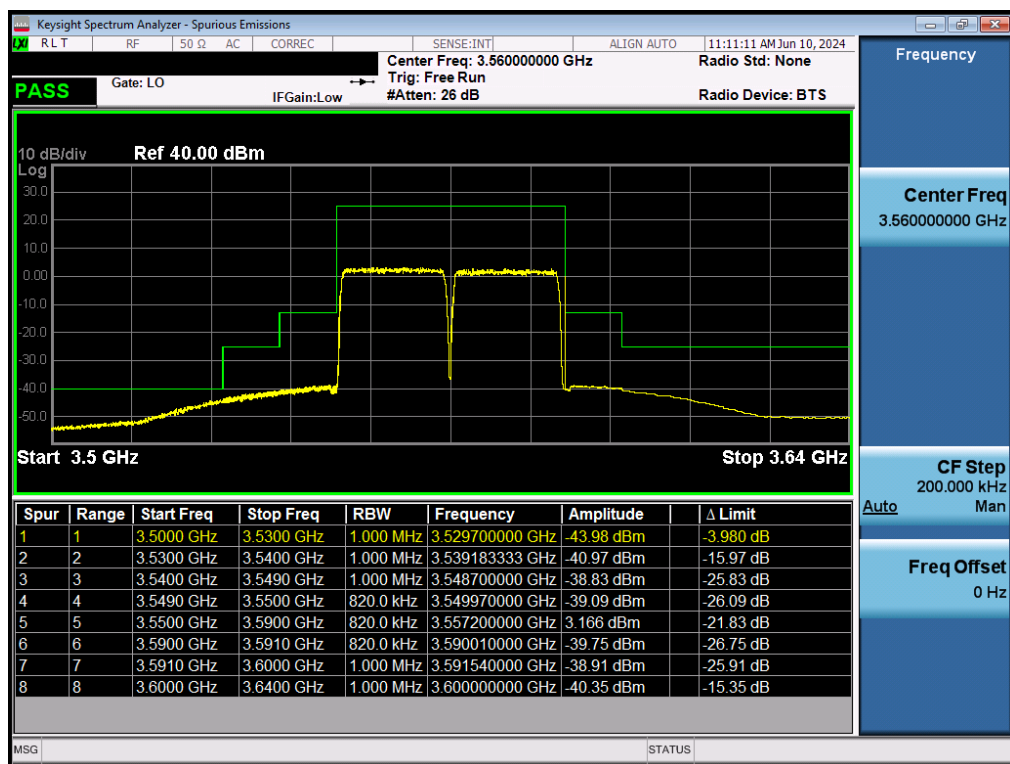 Keysight Spectrum Analyzer - Spurious Emissions
LXI RLT RF 50 Ω AC CORREC SENSE:INT ALIGN AUTO 11:11:11 AM Jun 10, 2024
Center Freq: 3.560000000 GHz Radio Std: None
Trig: Free Run
PASS Gate: LO IFGain:Low #Atten: 26 dB Radio Device: BTS
Frequency
10 dB/div Ref 40.00 dBm
Log
30.0
20.0
10.0
0.00
-10.0
-20.0
-30.0
-40.0
-50.0
Start 3.5 GHz Stop 3.64 GHz
Center Freq
3.560000000 GHz
CF Step
200.000 kHz
Auto Man
Freq Offset
0 Hz
Spur Range Start Freq Stop Freq RBW Frequency Amplitude Δ Limit
1 1 3.5000 GHz 3.5300 GHz 1.000 MHz 3.529700000 GHz -43.98 dBm -3.980 dB
2 2 3.5300 GHz 3.5400 GHz 1.000 MHz 3.539183333 GHz -40.97 dBm -15.97 dB
3 3 3.5400 GHz 3.5490 GHz 1.000 MHz 3.548700000 GHz -38.83 dBm -25.83 dB
4 4 3.5490 GHz 3.5500 GHz 820.0 kHz 3.549970000 GHz -39.09 dBm -26.09 dB
5 5 3.5500 GHz 3.5900 GHz 820.0 kHz 3.557200000 GHz 3.166 dBm -21.83 dB
6 6 3.5900 GHz 3.5910 GHz 820.0 kHz 3.590010000 GHz -39.75 dBm -26.75 dB
7 7 3.5910 GHz 3.6000 GHz 1.000 MHz 3.591540000 GHz -38.91 dBm -25.91 dB
8 8 3.6000 GHz 3.6400 GHz 1.000 MHz 3.600000000 GHz -40.35 dBm -15.35 dB
MSG STATUS